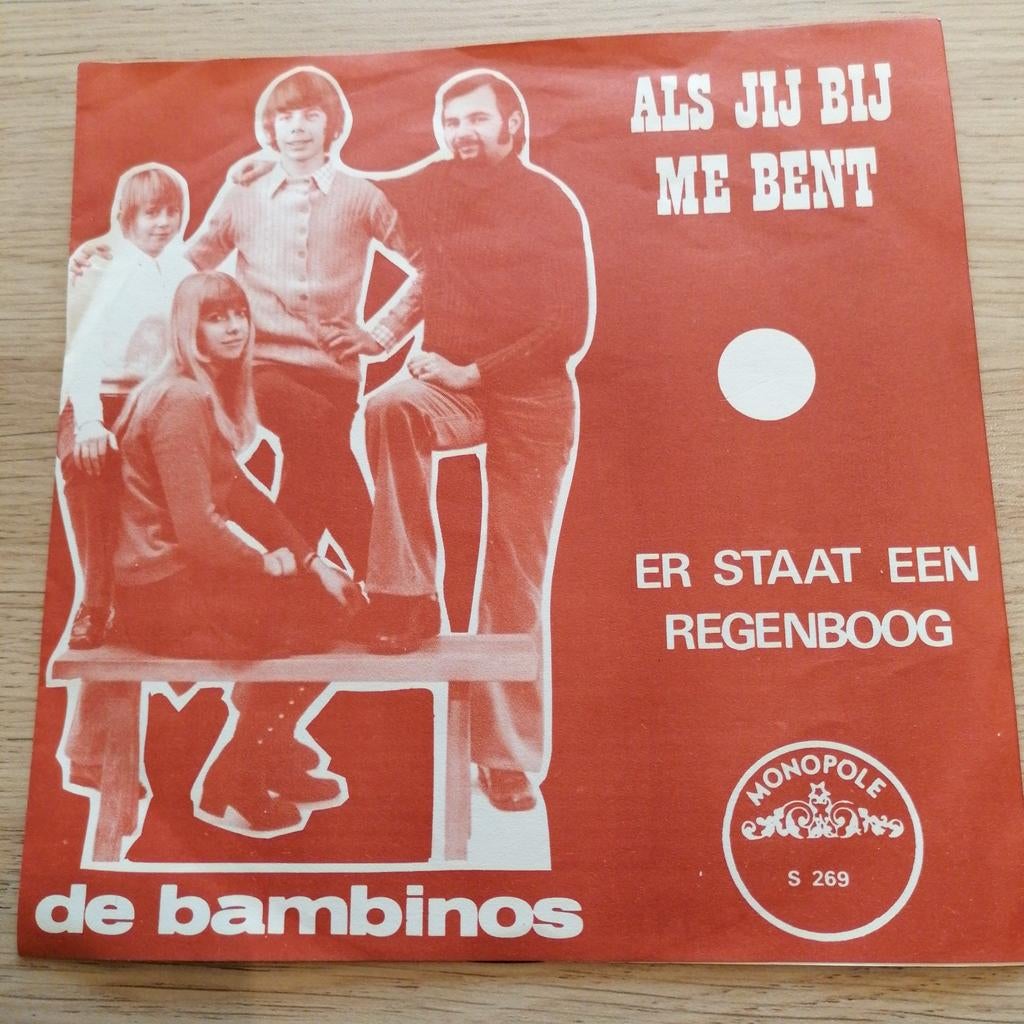 ALS JIJ BIJ
ME BENT
ER STAAT EEN
REGENBOOG
MONOPOLE
S 269
de bambinos